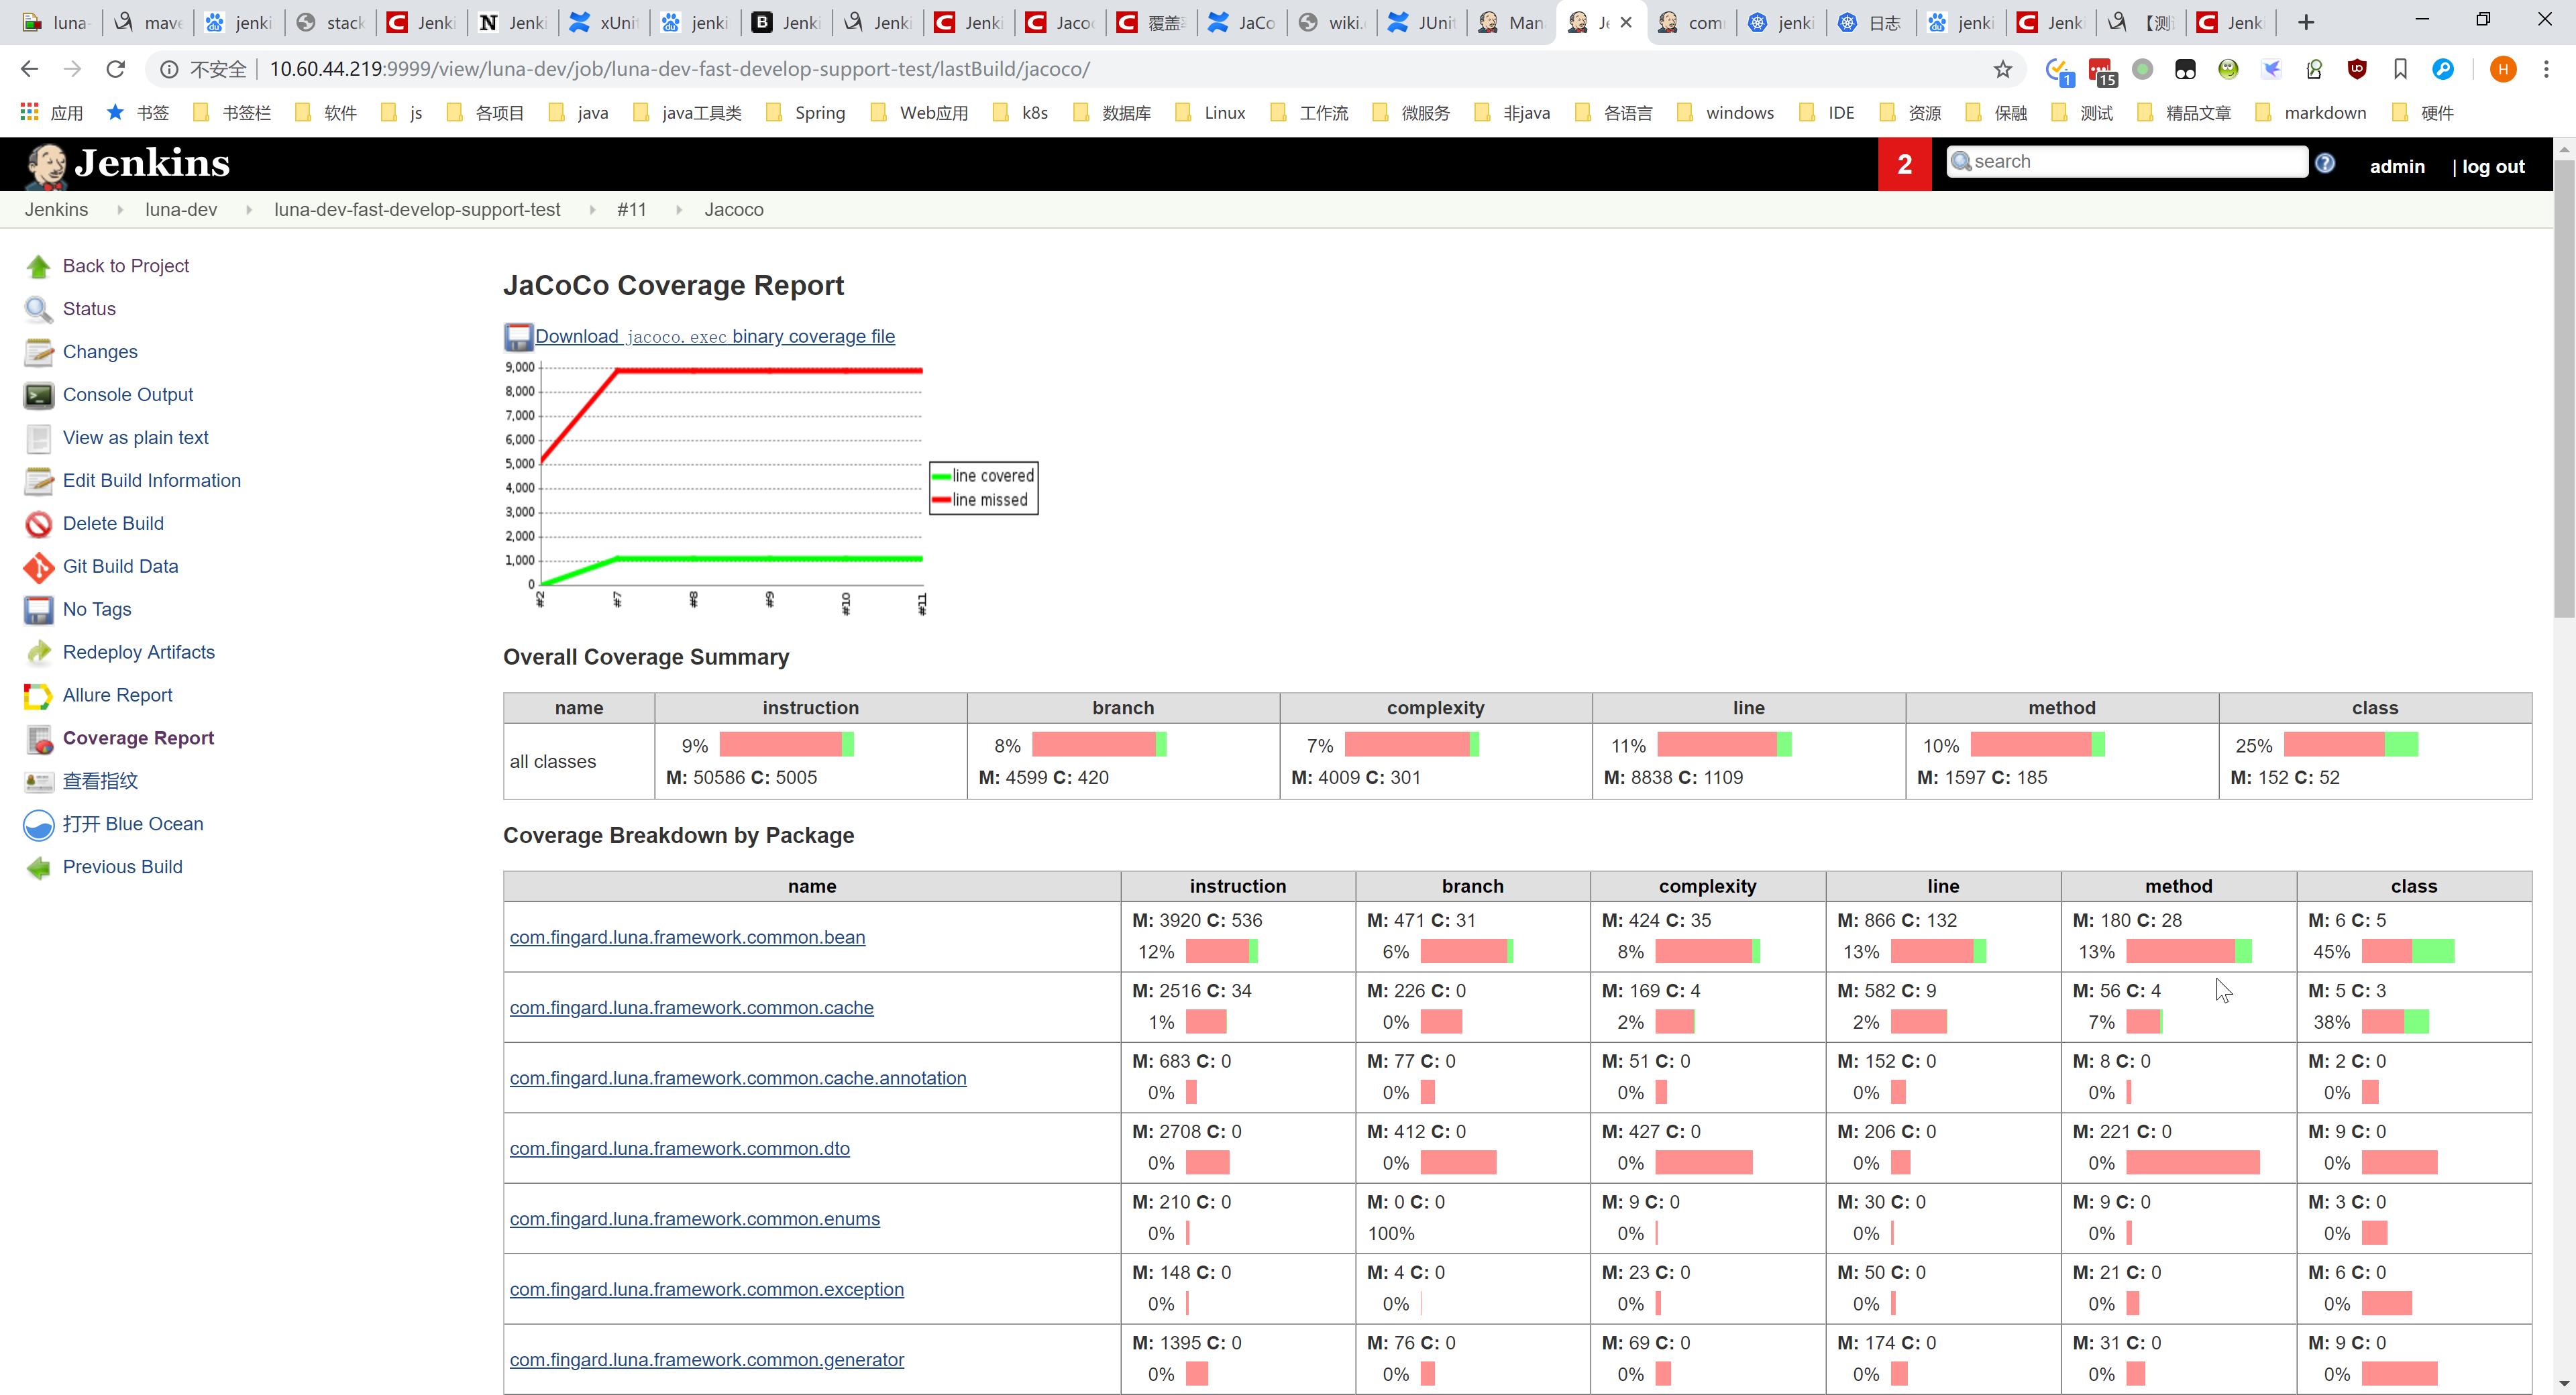 luna- mave jenki stack Jenki Jenki xUnit jenki Jenki Jenki Jenki Jacoc 覆盖率 JaCo wiki. JUnit Mana Je com jenki 日志 jenki Jenk 【测 Jenki
不安全 10.60.44.219:9999/view/luna-dev/job/luna-dev-fast-develop-support-test/lastBuild/jacoco/ 1 15 H
应用 书签 书签栏 软件 js 各项目 java java工具类 Spring Web应用 k8s 数据库 Linux 工作流 微服务 非java 各语言 windows IDE 资源 保融 测试 精品文章 markdown 硬件
Jenkins 2 search admin | log out
Jenkins luna-dev luna-dev-fast-develop-support-test #11 Jacoco
Back to Project
Status
Changes
Console Output
View as plain text
Edit Build Information
Delete Build
Git Build Data
No Tags
Redeploy Artifacts
Allure Report
Coverage Report
查看指纹
打开 Blue Ocean
Previous Build
JaCoCo Coverage Report
Download jacoco.exec binary coverage file
9,000
8,000
7,000
6,000
5,000
4,000
3,000
2,000
1,000
0
#2 #7 #8 #9 #10 #11
line covered
line missed
Overall Coverage Summary
name instruction branch complexity line method class
all classes
9% 8% 7% 11% 10% 25%
M: 50586 C: 5005 M: 4599 C: 420 M: 4009 C: 301 M: 8838 C: 1109 M: 1597 C: 185 M: 152 C: 52
Coverage Breakdown by Package
name instruction branch complexity line method class
com.fingard.luna.framework.common.bean
M: 3920 C: 536 M: 471 C: 31 M: 424 C: 35 M: 866 C: 132 M: 180 C: 28 M: 6 C: 5
12% 6% 8% 13% 13% 45%
com.fingard.luna.framework.common.cache
M: 2516 C: 34 M: 226 C: 0 M: 169 C: 4 M: 582 C: 9 M: 56 C: 4 M: 5 C: 3
1% 0% 2% 2% 7% 38%
com.fingard.luna.framework.common.cache.annotation
M: 683 C: 0 M: 77 C: 0 M: 51 C: 0 M: 152 C: 0 M: 8 C: 0 M: 2 C: 0
0% 0% 0% 0% 0% 0%
com.fingard.luna.framework.common.dto
M: 2708 C: 0 M: 412 C: 0 M: 427 C: 0 M: 206 C: 0 M: 221 C: 0 M: 9 C: 0
0% 0% 0% 0% 0% 0%
com.fingard.luna.framework.common.enums
M: 210 C: 0 M: 0 C: 0 M: 9 C: 0 M: 30 C: 0 M: 9 C: 0 M: 3 C: 0
0% 100% 0% 0% 0% 0%
com.fingard.luna.framework.common.exception
M: 148 C: 0 M: 4 C: 0 M: 23 C: 0 M: 50 C: 0 M: 21 C: 0 M: 6 C: 0
0% 0% 0% 0% 0% 0%
com.fingard.luna.framework.common.generator
M: 1395 C: 0 M: 76 C: 0 M: 69 C: 0 M: 174 C: 0 M: 31 C: 0 M: 9 C: 0
0% 0% 0% 0% 0% 0%